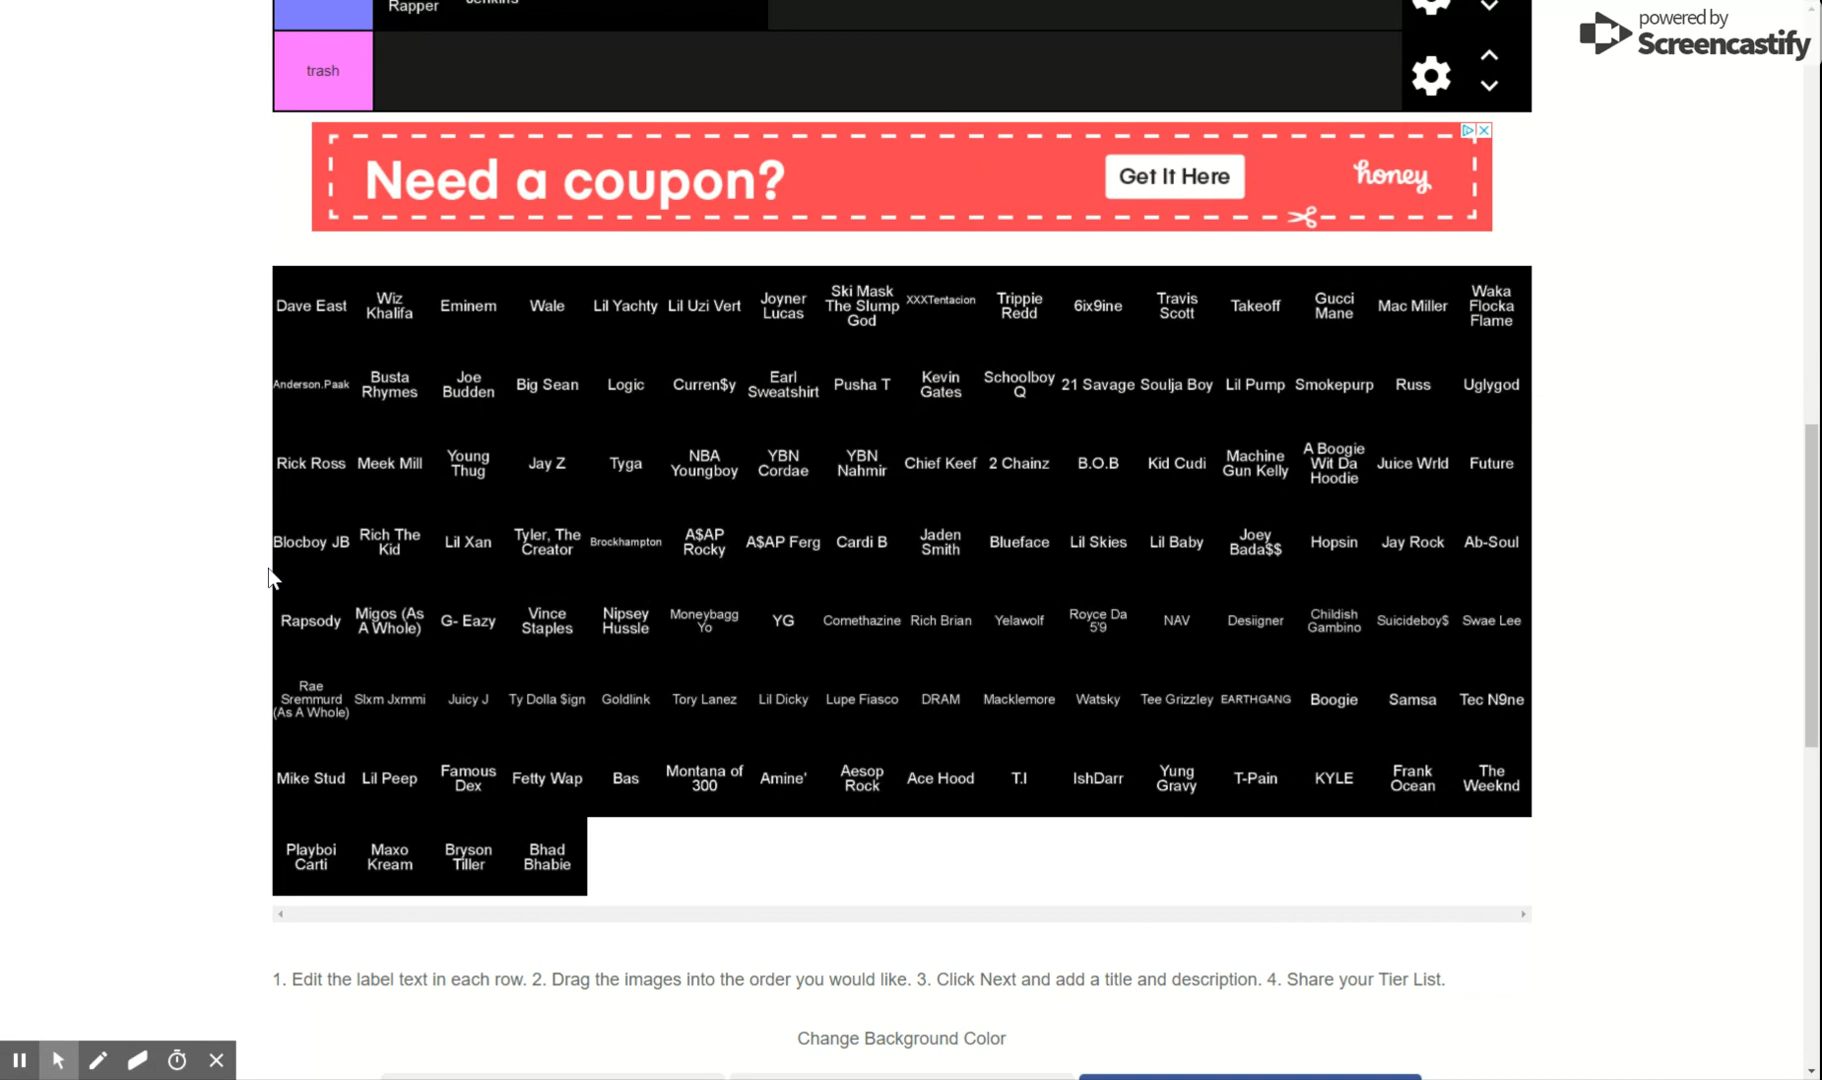 Rapper
powered by
Screencastify
trash
Need a coupon?
Get It Here
honey
Dave East Wiz Khalifa Eminem Wale Lil Yachty Lil Uzi Vert Joyner Lucas Ski Mask The Slump God XXXTentacion Trippie Redd 6ix9ine Travis Scott Takeoff Gucci Mane Mac Miller Waka Flocka Flame
Anderson.Paak Busta Rhymes Joe Budden Big Sean Logic Curren$y Earl Sweatshirt Pusha T Kevin Gates Schoolboy Q 21 Savage Soulja Boy Lil Pump Smokepurp Russ Uglygod
Rick Ross Meek Mill Young Thug Jay Z Tyga NBA Youngboy YBN Cordae YBN Nahmir Chief Keef 2 Chainz B.O.B Kid Cudi Machine Gun Kelly A Boogie Wit Da Hoodie Juice Wrld Future
Blocboy JB Rich The Kid Lil Xan Tyler, The Creator Brockhampton A$AP Rocky A$AP Ferg Cardi B Jaden Smith Blueface Lil Skies Lil Baby Joey Bada$$ Hopsin Jay Rock Ab-Soul
Rapsody Migos (As A Whole) G- Eazy Vince Staples Nipsey Hussle Moneybagg Yo YG Comethazine Rich Brian Yelawolf Royce Da 5'9 NAV Desiigner Childish Gambino Suicideboy$ Swae Lee
Rae Sremmurd (As A Whole) Slxm Jxmmi Juicy J Ty Dolla $ign Goldlink Tory Lanez Lil Dicky Lupe Fiasco DRAM Macklemore Watsky Tee Grizzley EARTHGANG Boogie Samsa Tec N9ne
Mike Stud Lil Peep Famous Dex Fetty Wap Bas Montana of 300 Amine' Aesop Rock Ace Hood T.I IshDarr Yung Gravy T-Pain KYLE Frank Ocean The Weeknd
Playboi Carti Maxo Kream Bryson Tiller Bhad Bhabie
1. Edit the label text in each row. 2. Drag the images into the order you would like. 3. Click Next and add a title and description. 4. Share your Tier List.
Change Background Color